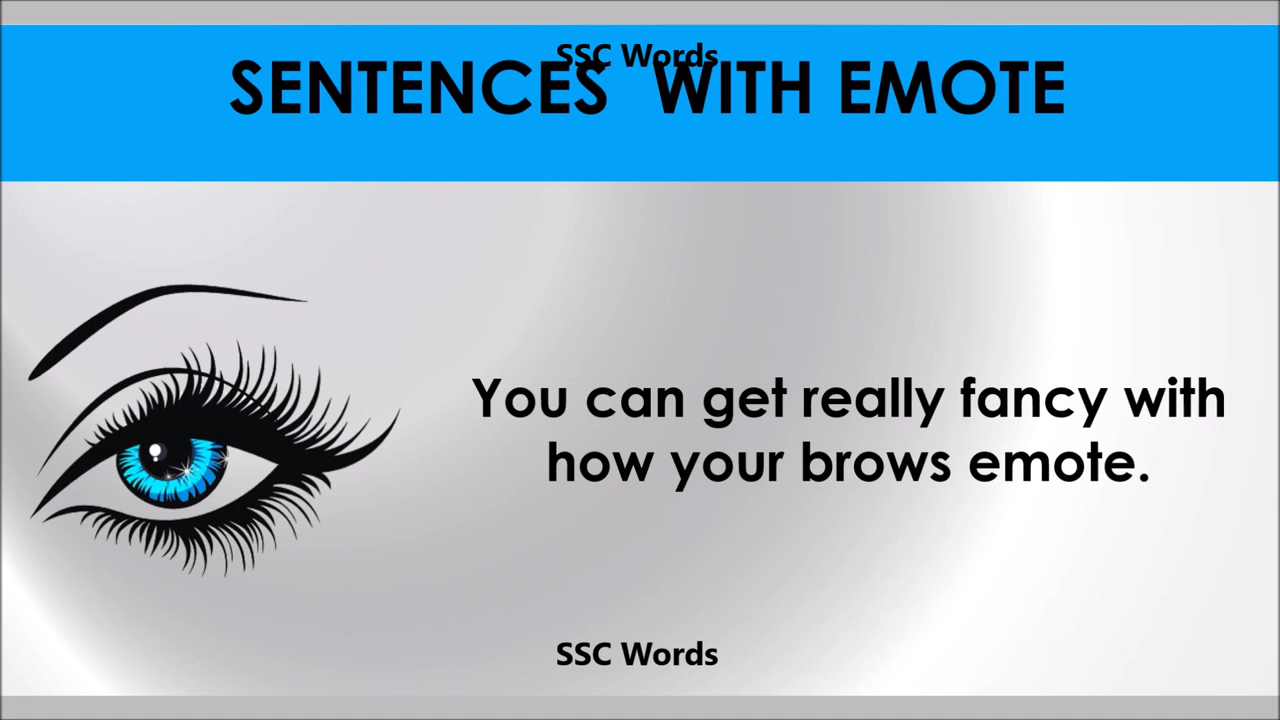 SSC Words
SENTENCES WITH EMOTE
You can get really fancy with
how your brows emote.
SSC Words